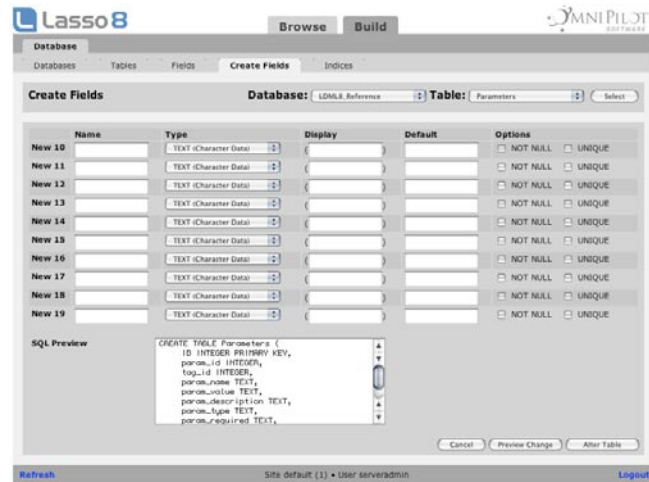 Lasso 8
Browse Build
OMNIPILOT
SOFTWARE
Database
Databases Tables Fields Create Fields Indices
Create Fields Database: LDML8_Reference Table: Parameters Select
Name Type Display Default Options
New 10 TEXT (Character Data) ( ) NOT NULL UNIQUE
New 11 TEXT (Character Data) ( ) NOT NULL UNIQUE
New 12 TEXT (Character Data) ( ) NOT NULL UNIQUE
New 13 TEXT (Character Data) ( ) NOT NULL UNIQUE
New 14 TEXT (Character Data) ( ) NOT NULL UNIQUE
New 15 TEXT (Character Data) ( ) NOT NULL UNIQUE
New 16 TEXT (Character Data) ( ) NOT NULL UNIQUE
New 17 TEXT (Character Data) ( ) NOT NULL UNIQUE
New 18 TEXT (Character Data) ( ) NOT NULL UNIQUE
New 19 TEXT (Character Data) ( ) NOT NULL UNIQUE
SQL Preview
CREATE TABLE Parameters (
ID INTEGER PRIMARY KEY,
param_id INTEGER,
tag_id INTEGER,
param_name TEXT,
param_value TEXT,
param_description TEXT,
param_type TEXT,
param_required TEXT,
Cancel Preview Change Alter Table
Refresh Site default (1) • User serveradmin Logout